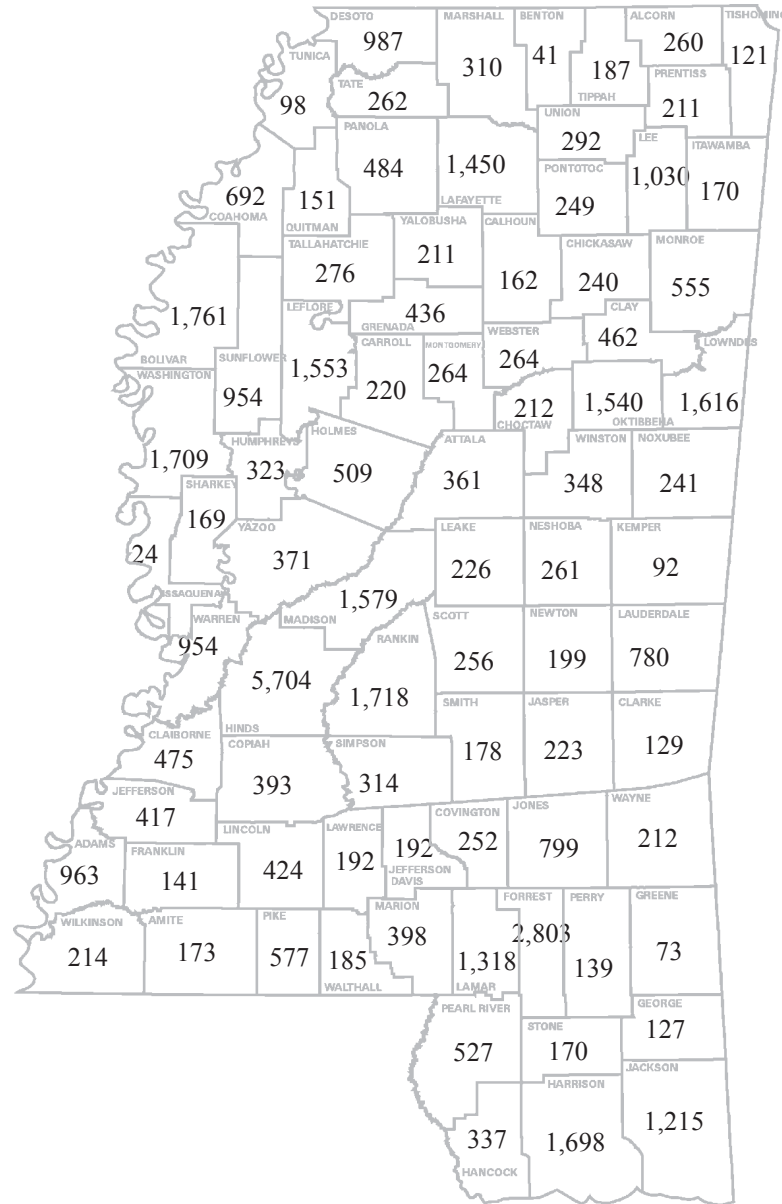 DESOTO
987
MARSHALL
310
BENTON
41
ALCORN
260
TISHOMING
121
TUNICA
98
TATE
262
187
TIPPAH
PRENTISS
211
UNION
292
PANOLA
484
1,450
LAFAYETTE
LEE
1,030
ITAWAMBA
170
PONTOTOC
249
692
COAHOMA
151
QUITMAN
YALOBUSHA
211
CALHOUN
162
TALLAHATCHIE
276
CHICKASAW
240
MONROE
555
1,761
BOLIVAR
LEFLORE
1,553
436
GRENADA
CLAY
462
SUNFLOWER
954
CARROLL
220
MONTGOMERY
264
WEBSTER
264
LOWNDES
1,616
WASHINGTON
1,709
212
CHOCTAW
1,540
OKTIBBEHA
HUMPHREYS
323
HOLMES
509
ATTALA
361
WINSTON
348
NOXUBEE
241
SHARKEY
169
YAZOO
371
LEAKE
226
NESHOBA
261
KEMPER
92
24
ISSAQUENA
1,579
MADISON
WARREN
954
RANKIN
1,718
SCOTT
256
NEWTON
199
LAUDERDALE
780
5,704
HINDS
SMITH
178
JASPER
223
CLARKE
129
CLAIBORNE
475
COPIAH
393
SIMPSON
314
JEFFERSON
417
LINCOLN
424
LAWRENCE
192
192
JEFFERSON
DAVIS
COVINGTON
252
JONES
799
WAYNE
212
ADAMS
963
FRANKLIN
141
MARION
398
FORREST
2,803
PERRY
139
GREENE
73
WILKINSON
214
AMITE
173
PIKE
577
185
WALTHALL
1,318
LAMAR
PEARL RIVER
527
STONE
170
GEORGE
127
HARRISON
1,698
JACKSON
1,215
337
HANCOCK